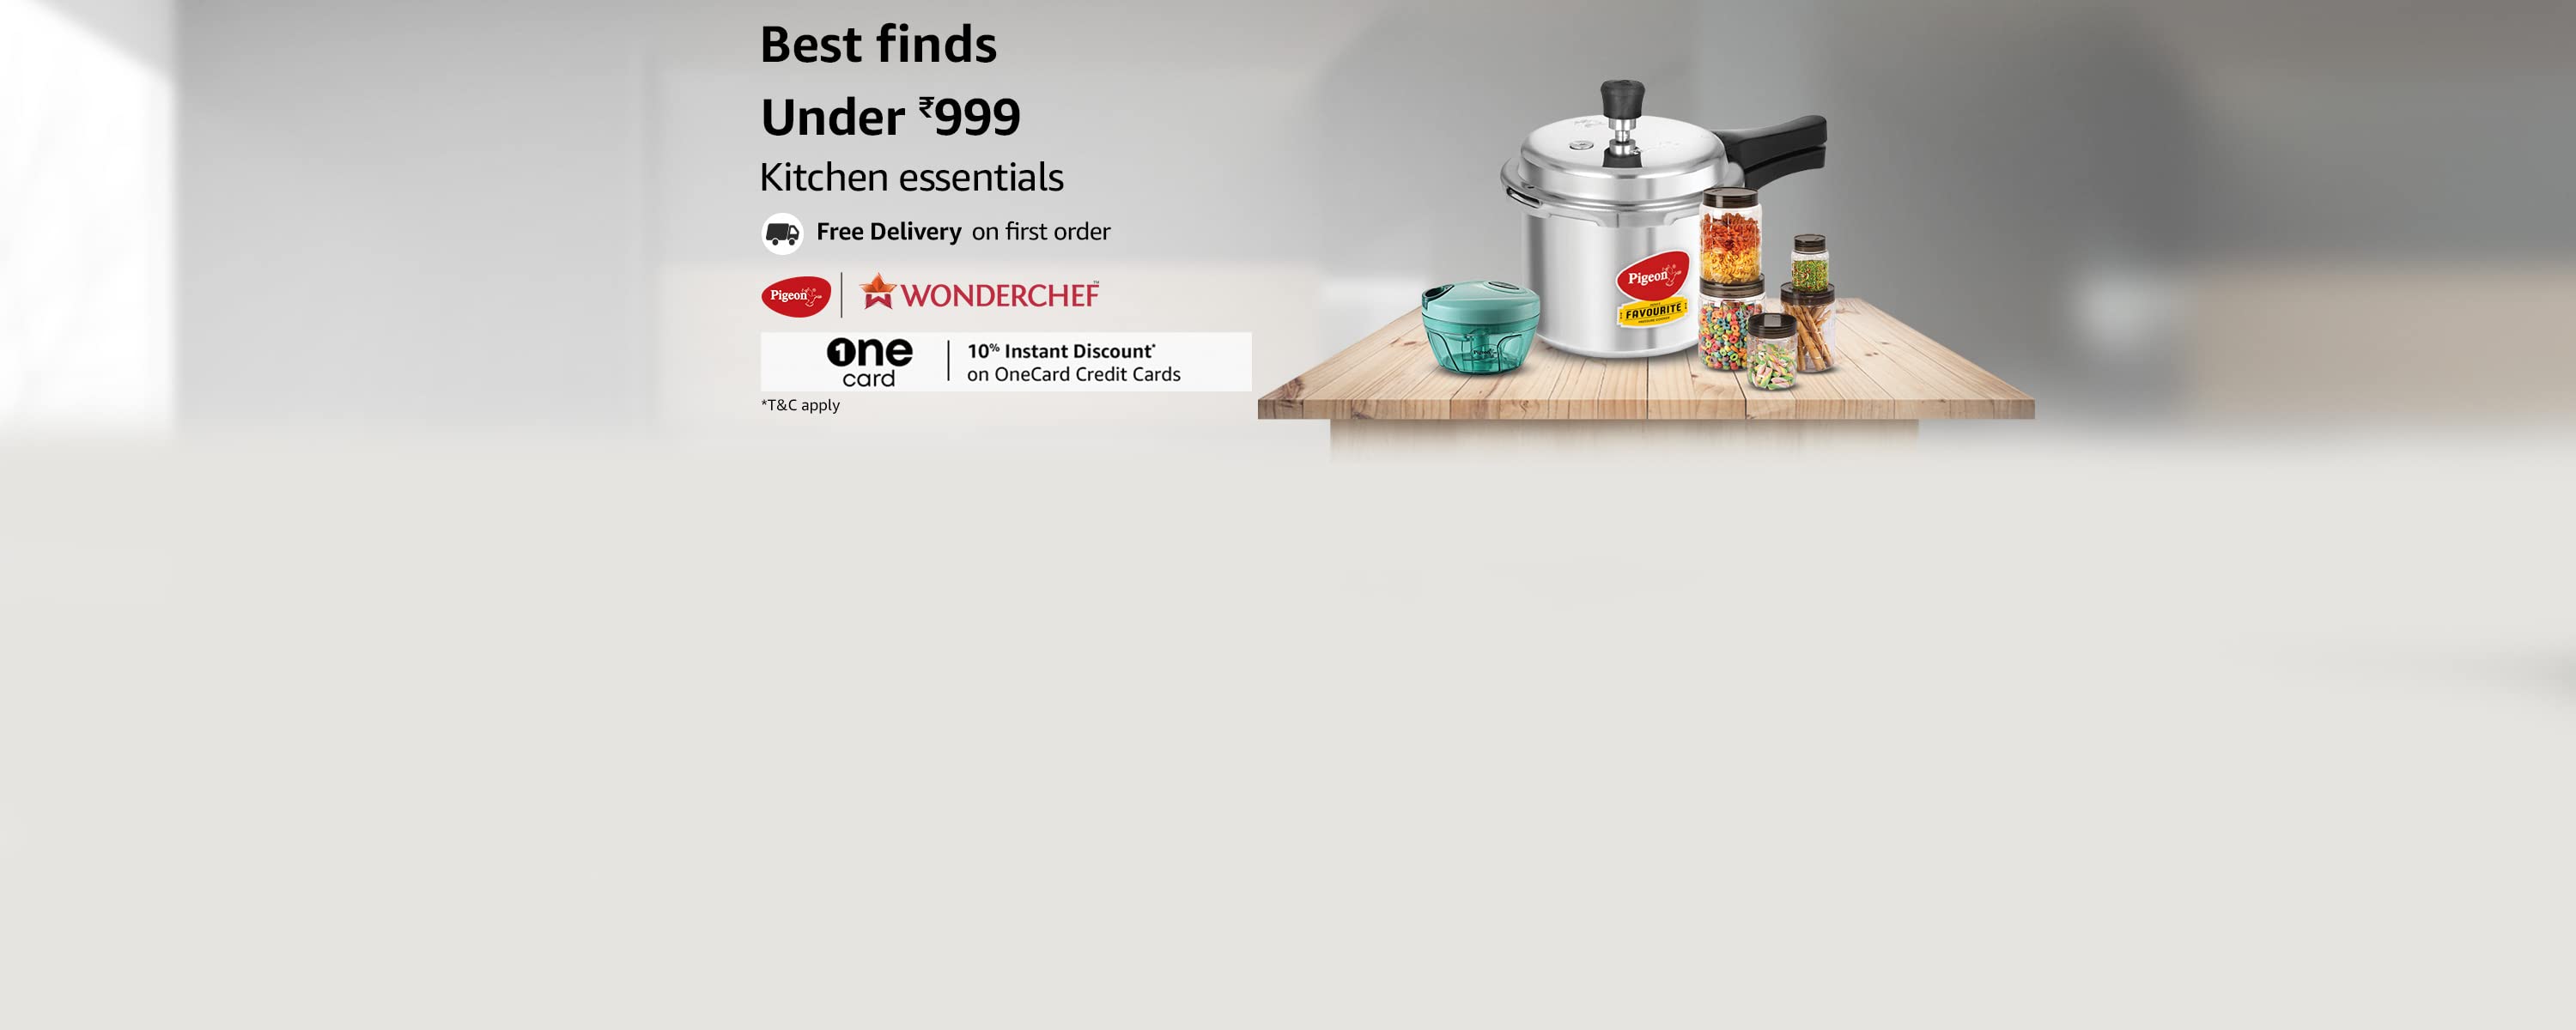 Best finds
Under ₹999
Kitchen essentials
Free Delivery on first order
Pigeon
WONDERCHEF™
one
card
10% Instant Discount*
on OneCard Credit Cards
*T&C apply
Pigeon
FAVOURITE